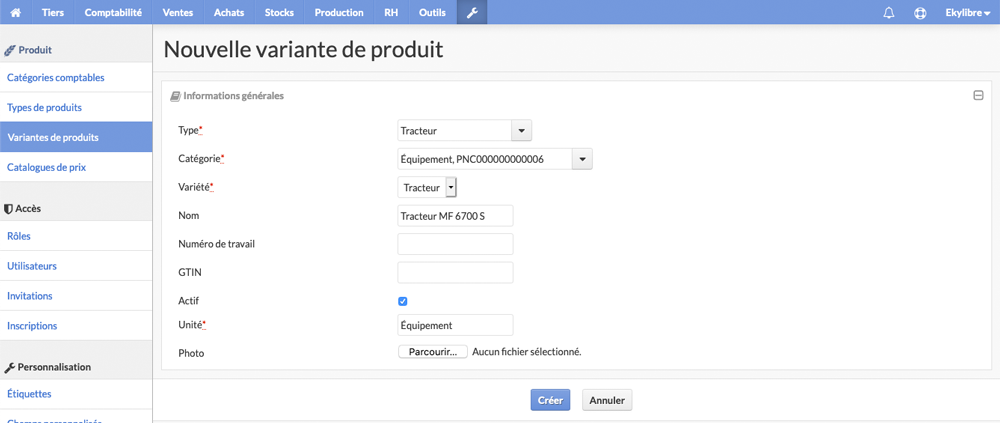 Tiers Comptabilité Ventes Achats Stocks Production RH Outils Ekylibre
Produit
Catégories comptables
Types de produits
Variantes de produits
Catalogues de prix
Accès
Rôles
Utilisateurs
Invitations
Inscriptions
Personnalisation
Étiquettes
Champs personnalisés
Nouvelle variante de produit
Informations générales
Type* Tracteur
Catégorie* Équipement, PNC000000000006
Variété* Tracteur
Nom Tracteur MF 6700 S
Numéro de travail
GTIN
Actif
Unité* Équipement
Photo Parcourir... Aucun fichier sélectionné.
Créer Annuler